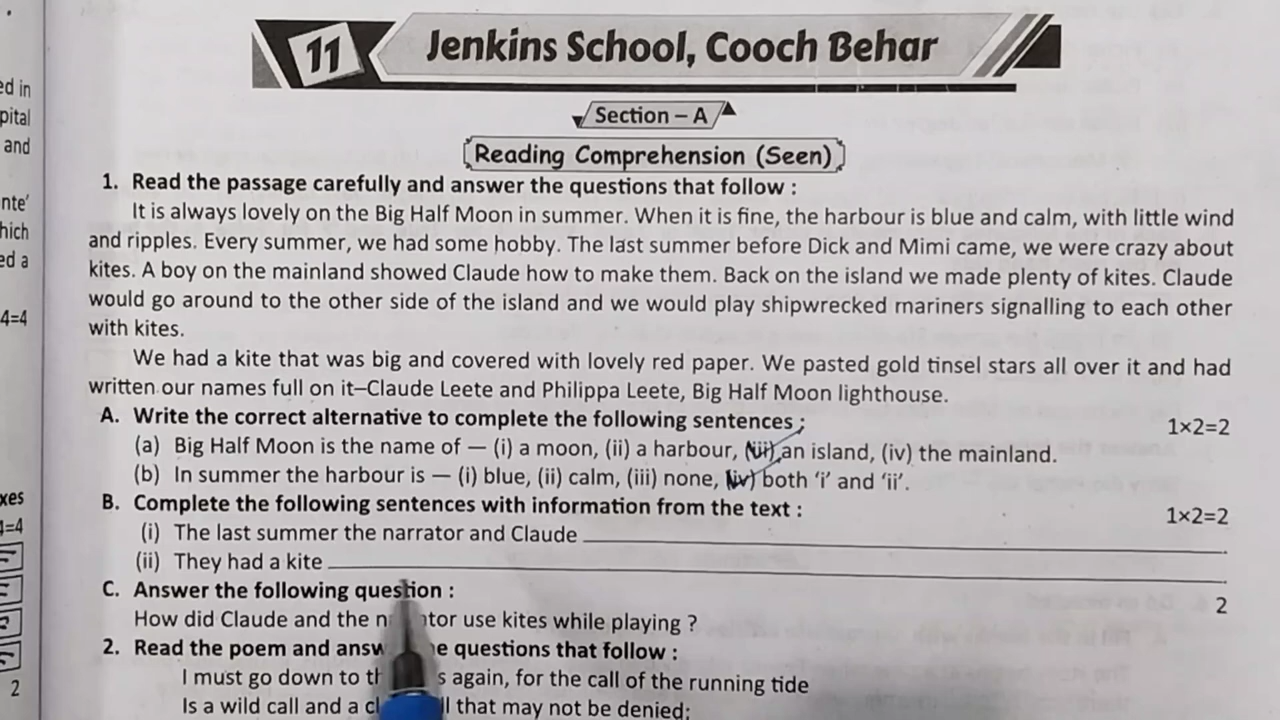 ed in
pital
and
nte'
hich
ed a
4=4
xes
4=4
2
11 Jenkins School, Cooch Behar
Section – A
Reading Comprehension (Seen)
1. Read the passage carefully and answer the questions that follow :
It is always lovely on the Big Half Moon in summer. When it is fine, the harbour is blue and calm, with little wind
and ripples. Every summer, we had some hobby. The last summer before Dick and Mimi came, we were crazy about
kites. A boy on the mainland showed Claude how to make them. Back on the island we made plenty of kites. Claude
would go around to the other side of the island and we would play shipwrecked mariners signalling to each other
with kites.
We had a kite that was big and covered with lovely red paper. We pasted gold tinsel stars all over it and had
written our names full on it–Claude Leete and Philippa Leete, Big Half Moon lighthouse.
A. Write the correct alternative to complete the following sentences ; 1×2=2
(a) Big Half Moon is the name of — (i) a moon, (ii) a harbour, (iii) an island, (iv) the mainland.
(b) In summer the harbour is — (i) blue, (ii) calm, (iii) none, (iv) both 'i' and 'ii'.
B. Complete the following sentences with information from the text : 1×2=2
(i) The last summer the narrator and Claude
(ii) They had a kite
C. Answer the following question : 2
How did Claude and the use kites while playing ?
2. Read the poem and questions that follow :
I must go down to again, for the call of the running tide
Is a wild call and a that may not be denied;